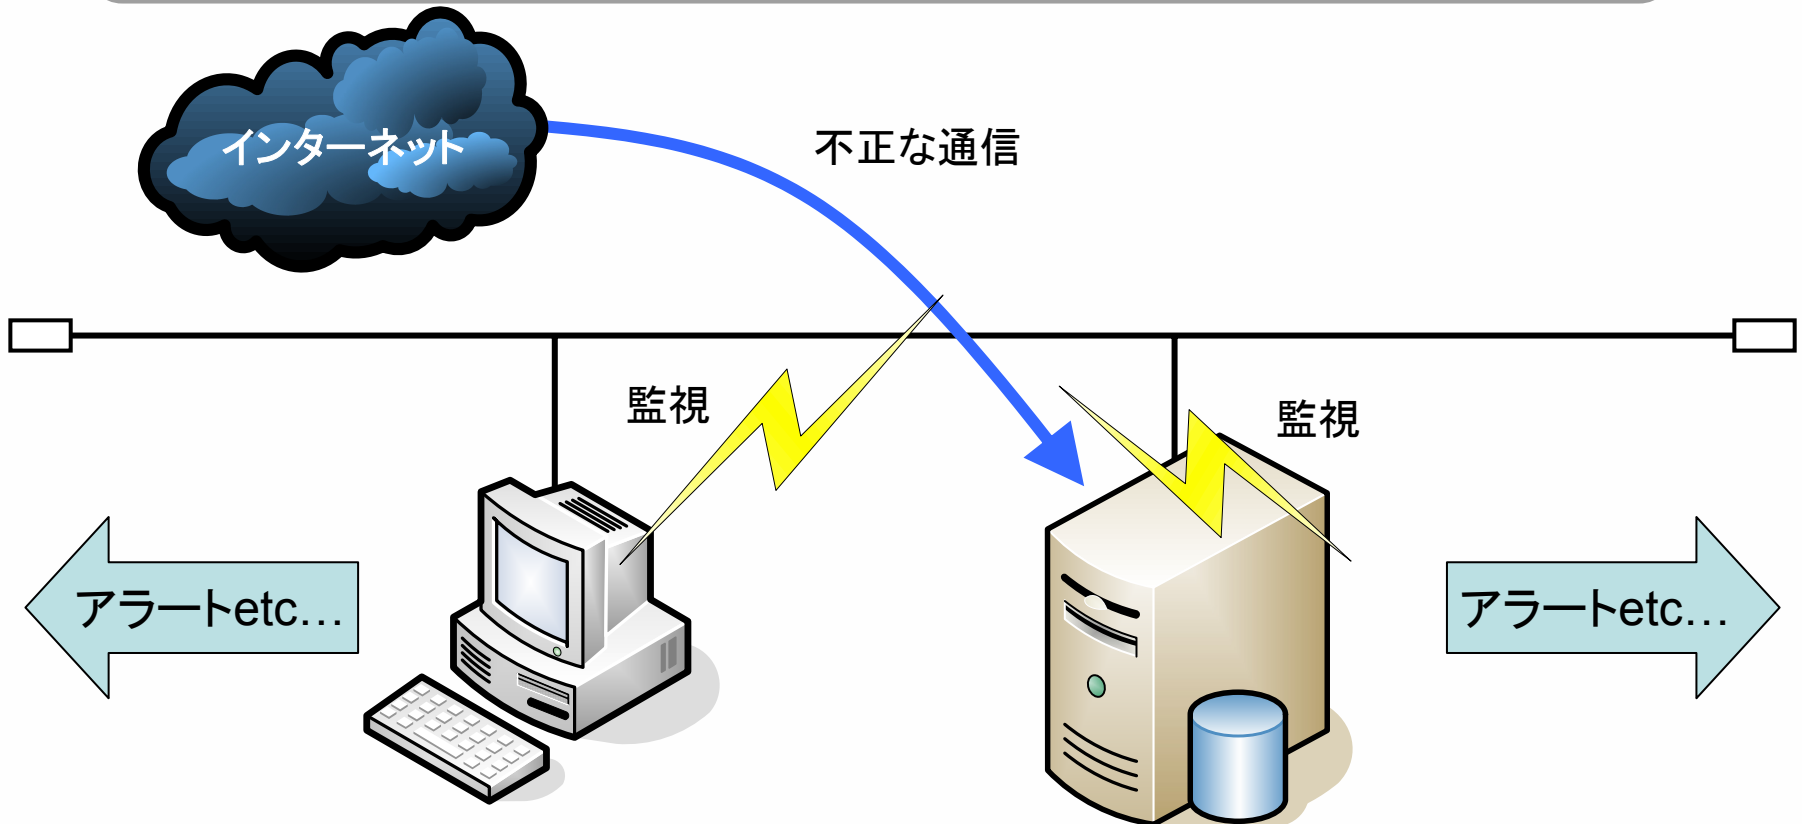 インターネット
不正な通信
監視
監視
アラートetc…
アラートetc…